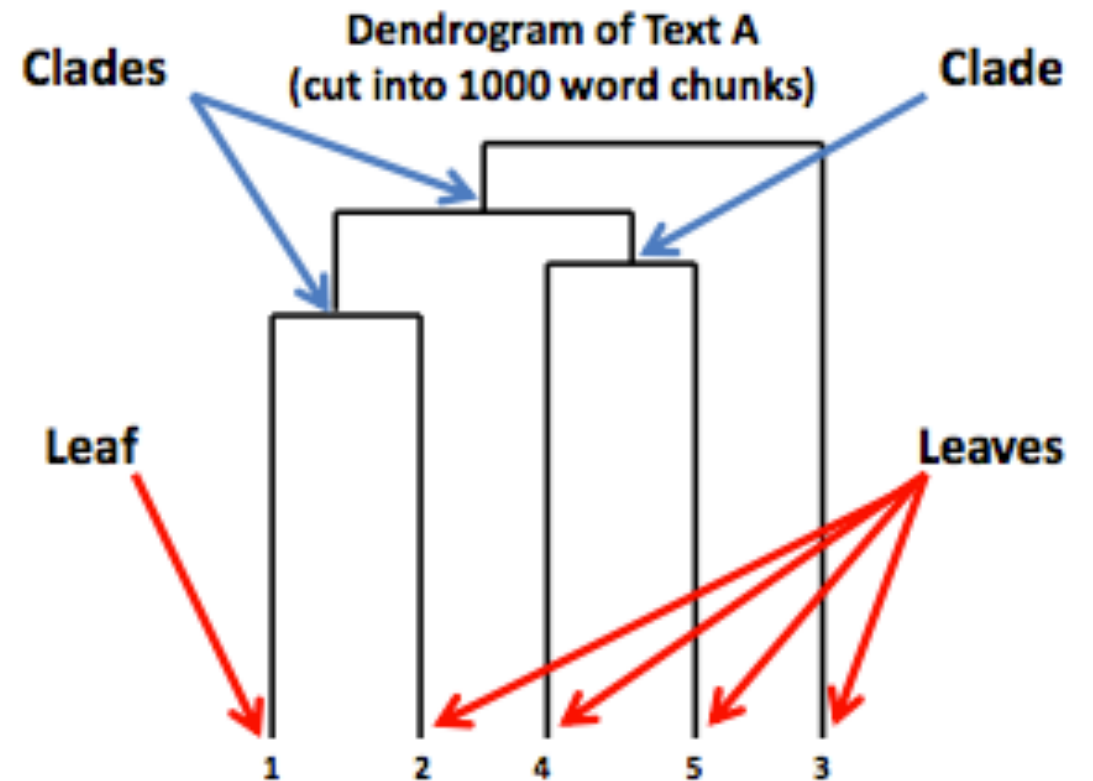 Dendrogram of Text A
(cut into 1000 word chunks)
Clades
Clade
Leaf
Leaves
1 2 4 5 3